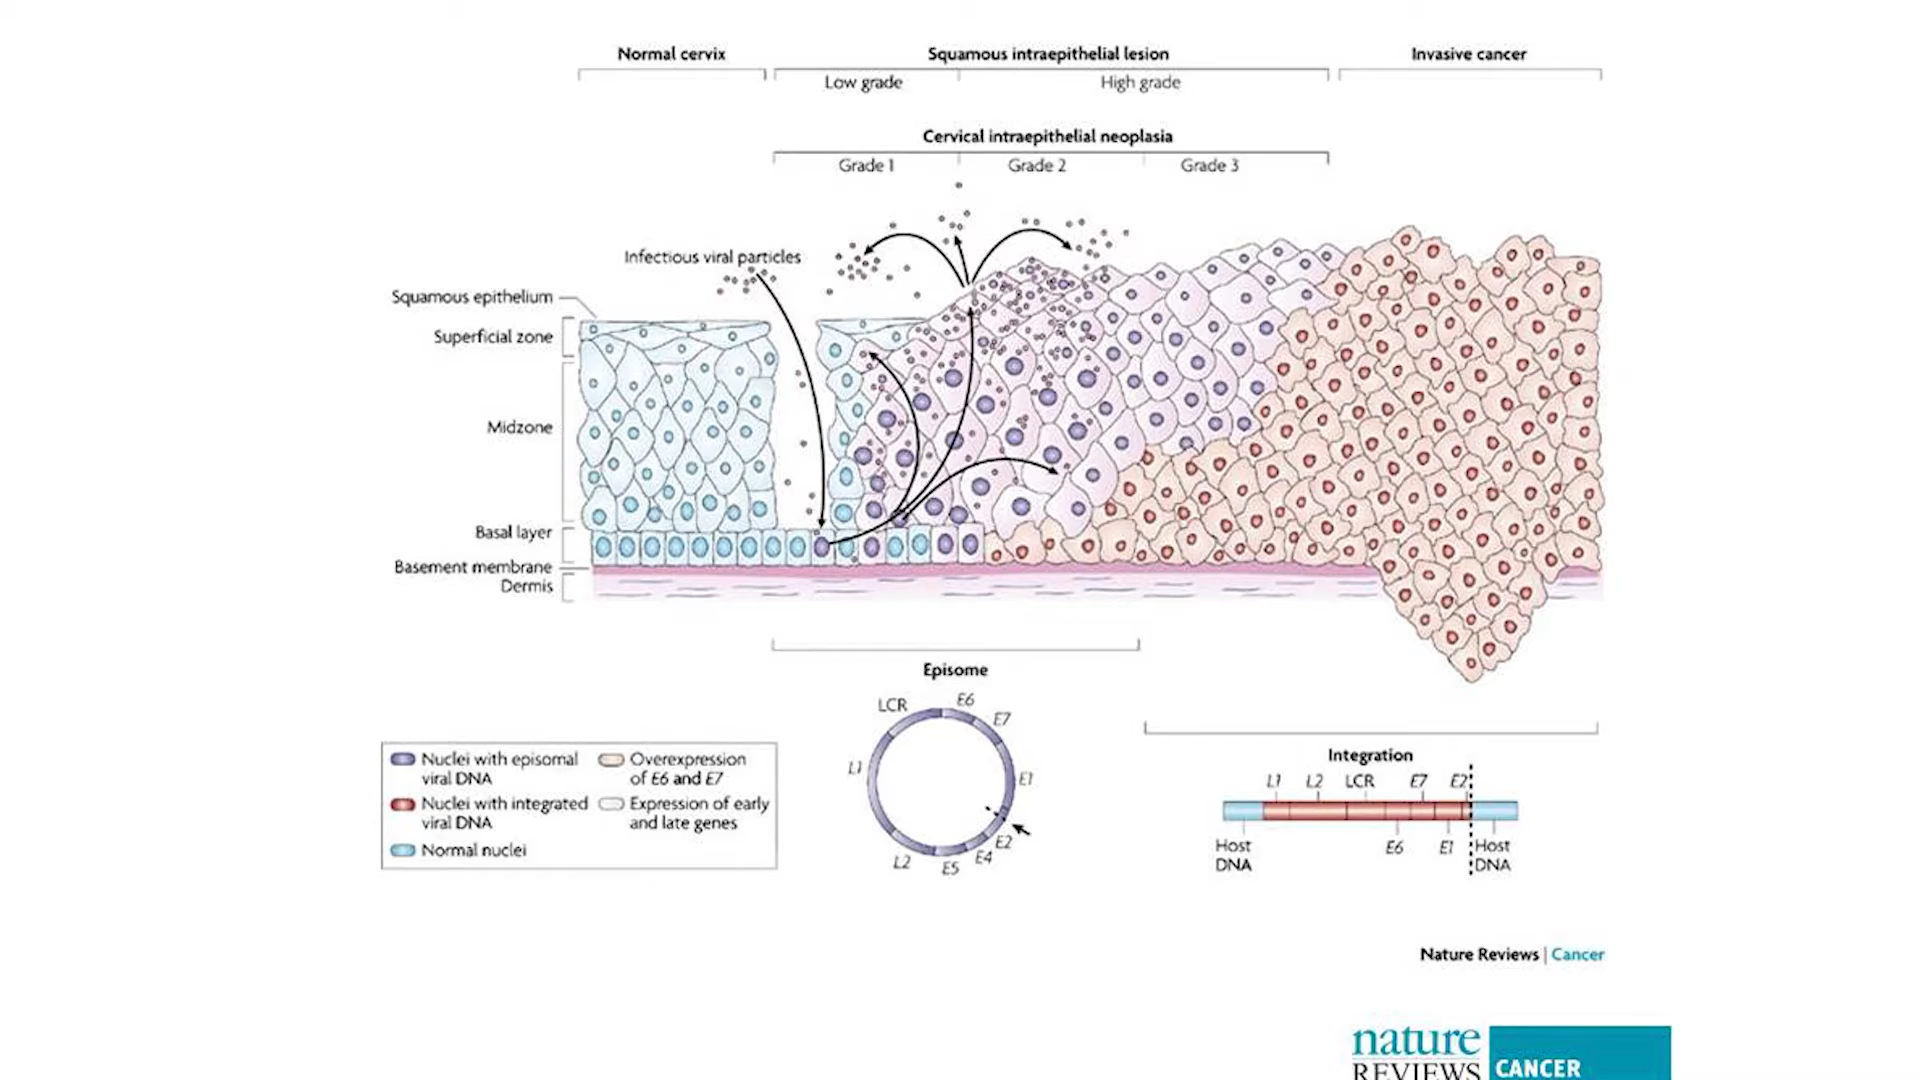 Normal cervix
Squamous intraepithelial lesion
Invasive cancer
Low grade
High grade
Cervical intraepithelial neoplasia
Grade 1
Grade 2
Grade 3
Infectious viral particles
Squamous epithelium
Superficial zone
Midzone
Basal layer
Basement membrane
Dermis
Episome
LCR
E6
E7
L1
E1
E2
L2
E4
E5
Nuclei with episomal
viral DNA
Nuclei with integrated
viral DNA
Normal nuclei
Overexpression
of E6 and E7
Expression of early
and late genes
Integration
L1 L2 LCR E7 E2
Host
DNA
E6 E1
Host
DNA
Nature Reviews | Cancer
nature
REVIEWS CANCER